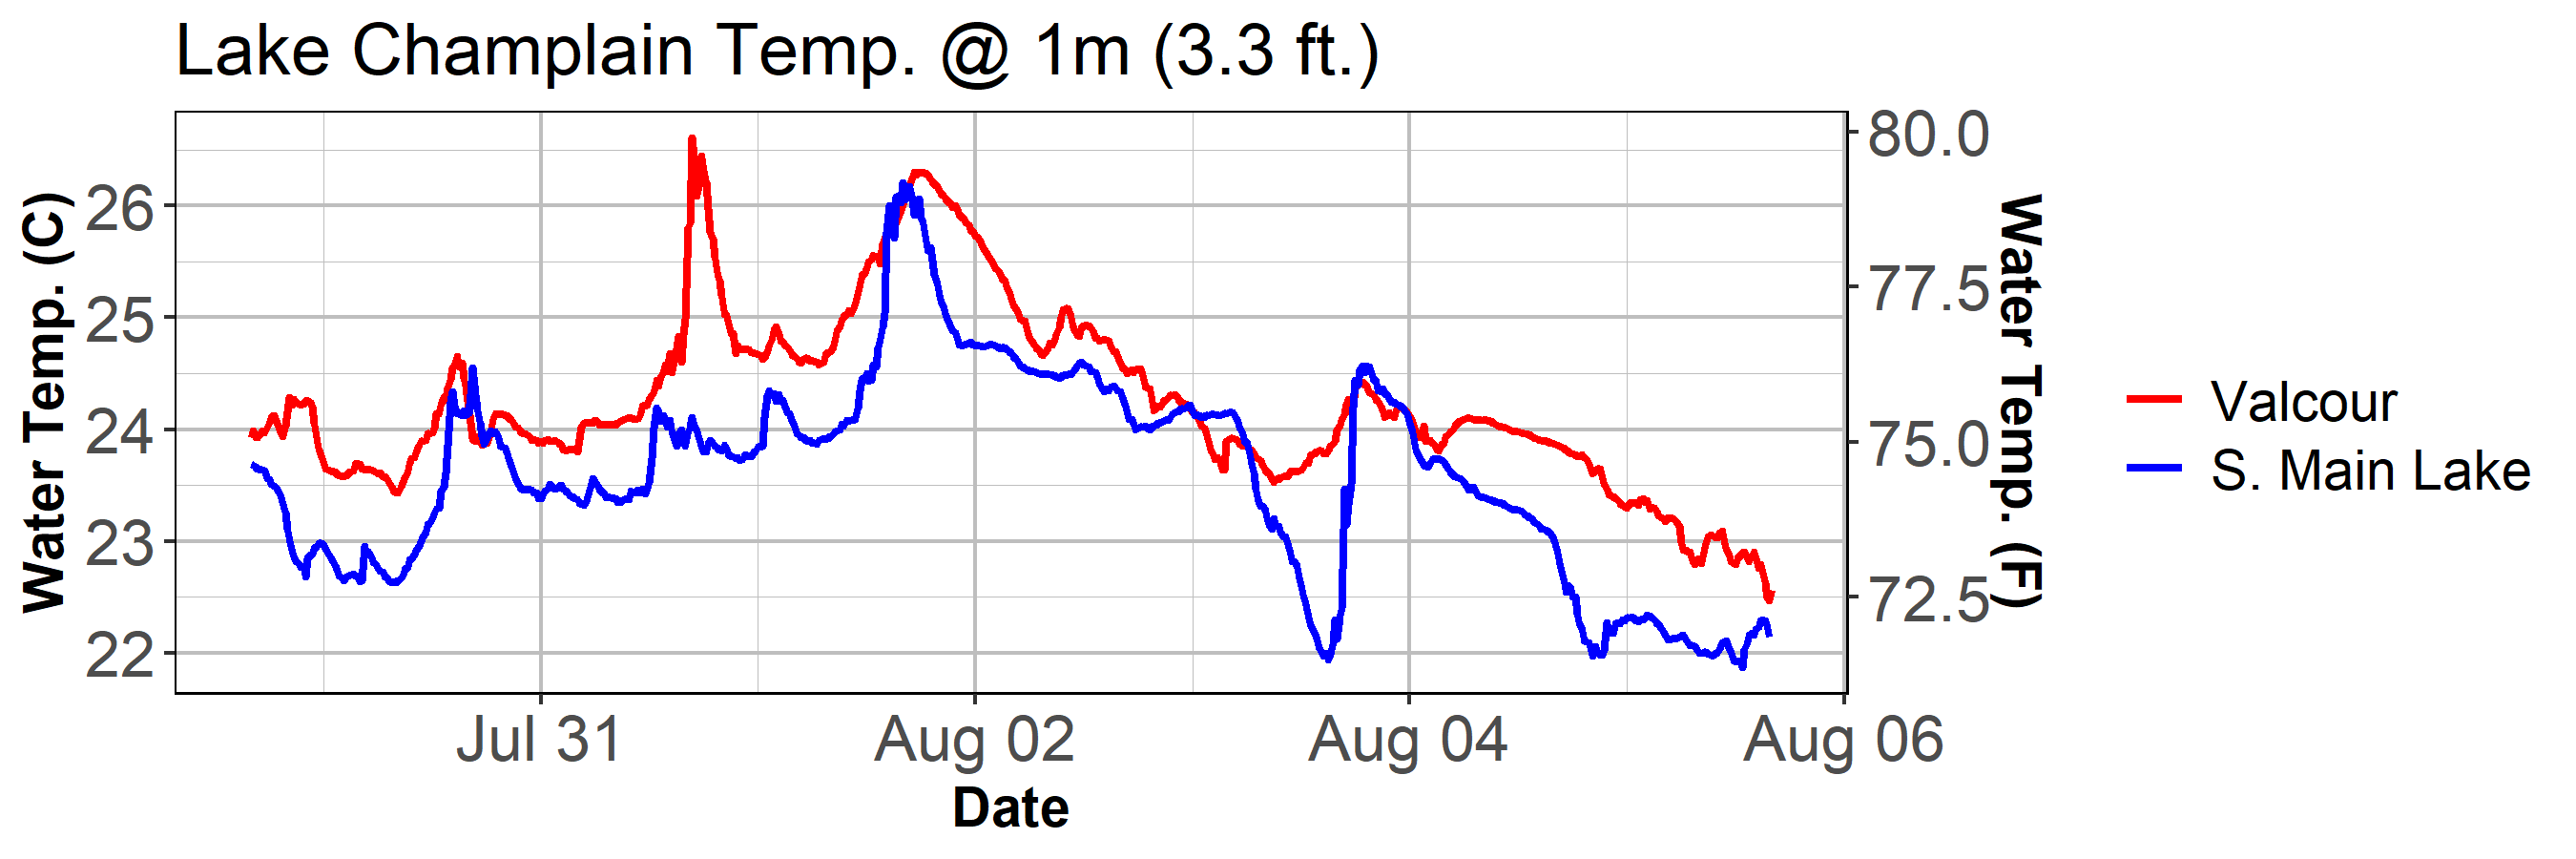 Lake Champlain Temp. @ 1m (3.3 ft.)
Water Temp. (C)
26
25
24
23
22
80.0
77.5
75.0
72.5
Water Temp. (F)
Jul 31
Aug 02
Aug 04
Aug 06
Date
Valcour
S. Main Lake